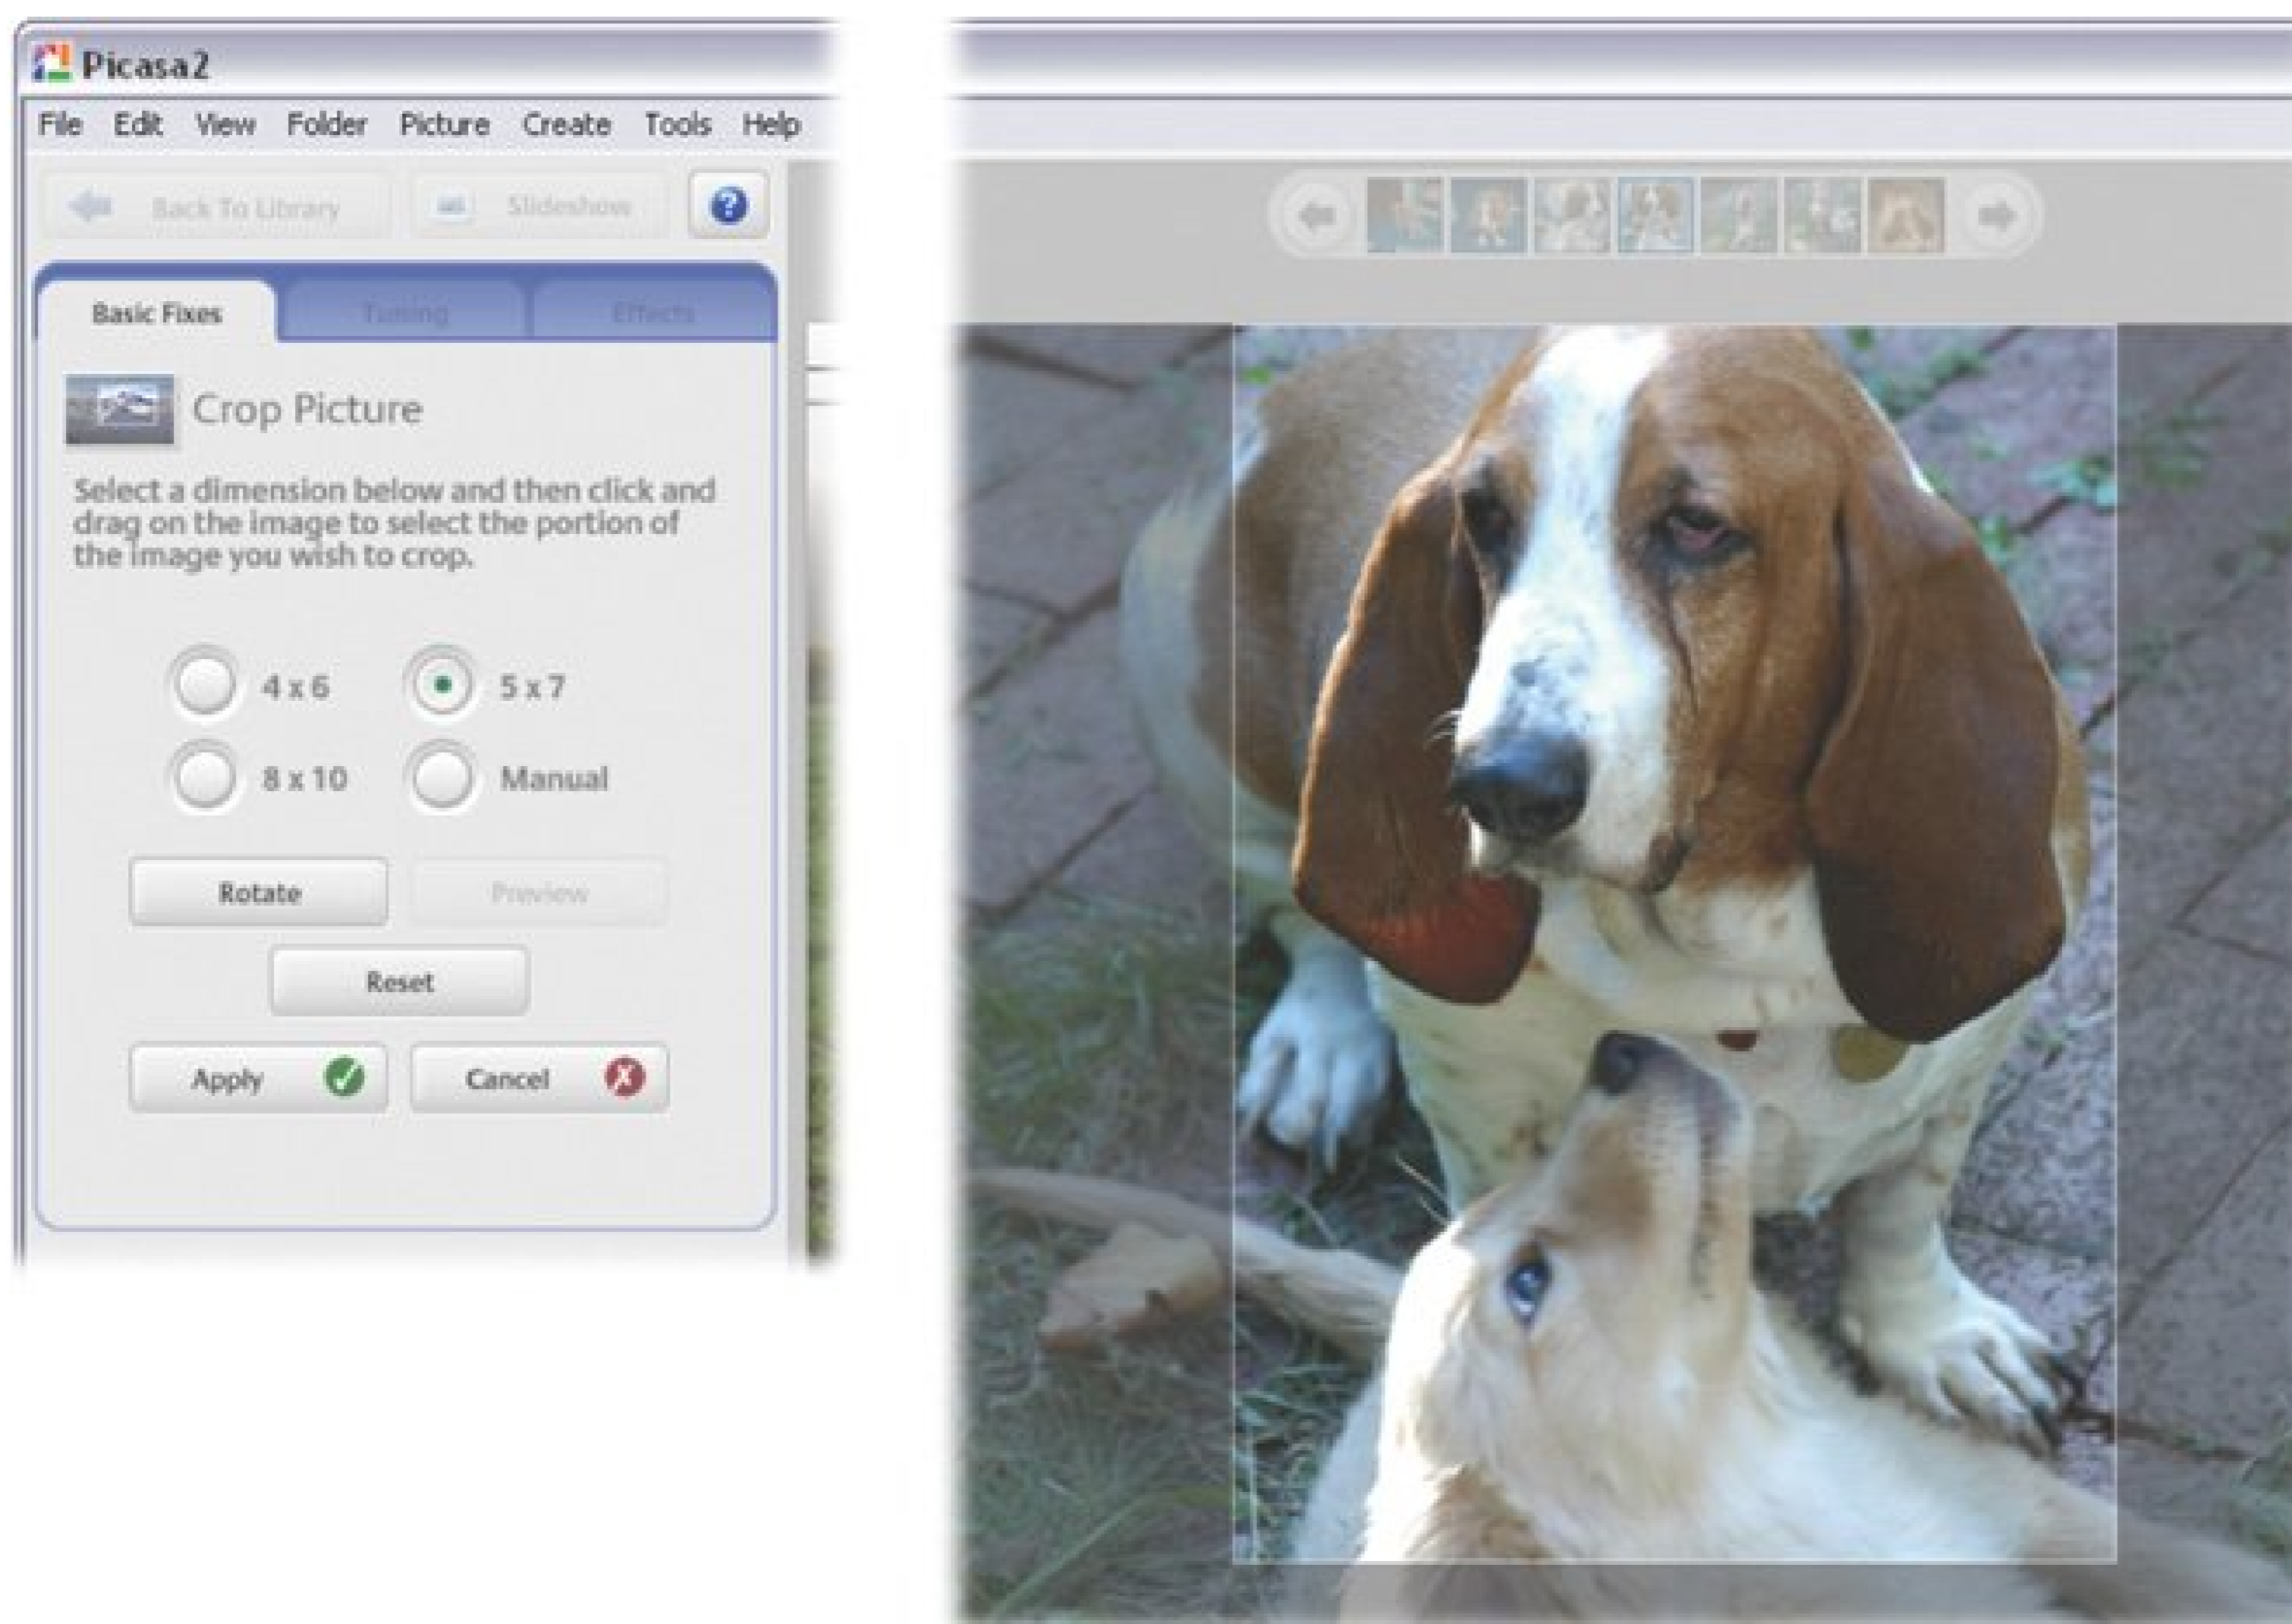 Picasa2
File Edit View Folder Picture Create Tools Help
Back To Library Slideshow ?
Basic Fixes Tuning Effects
Crop Picture
Select a dimension below and then click and
drag on the image to select the portion of
the image you wish to crop.
4 x 6 5 x 7
8 x 10 Manual
Rotate Preview
Reset
Apply Cancel